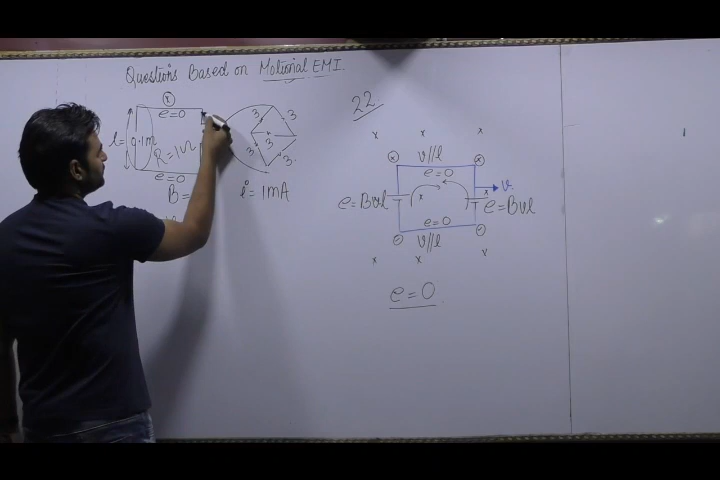 Questions Based on Motional EMI
e=0
l=0.1m
R=1Ω
3 3
3
3 3
e=0
B=
i=1mA
22
x x x
v//l
e=0
v
e=Bvl
x x
e=Bvl
e=0
v//l
x x x
e=0